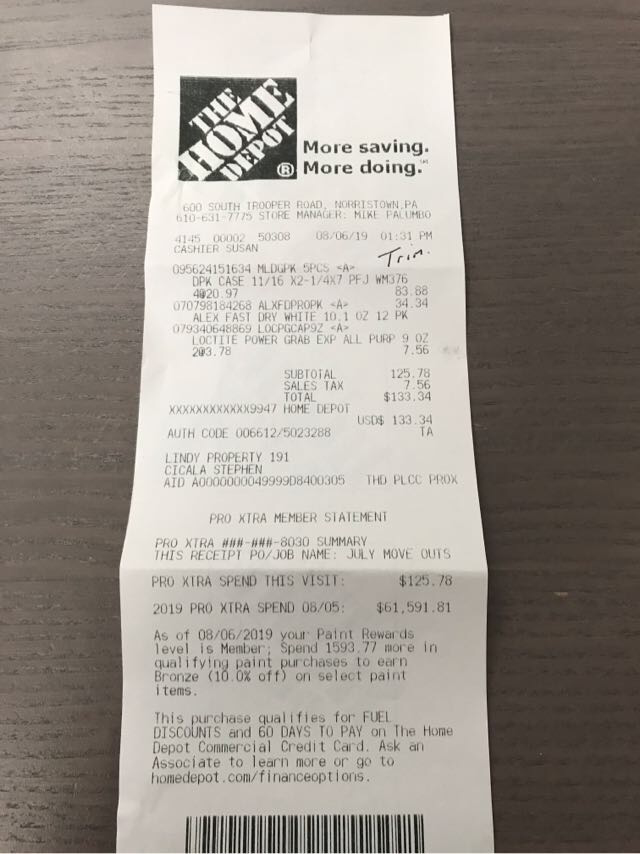 THE
HOME
DEPOT
®
More saving.
More doing.℠
600 SOUTH TROOPER ROAD, NORRISTOWN,PA
610-631-7775 STORE MANAGER: MIKE PALUMBO
4145 00002 50308 08/06/19 01:31 PM
CASHIER SUSAN
Trim.
095624151634 MLDGPK 5PCS <A>
DPK CASE 11/16 X2-1/4X7 PFJ WM376
4@20.97 83.88
070798184268 ALXFDPROPK <A> 34.34
ALEX FAST DRY WHITE 10.1 OZ 12 PK
079340648869 LOCPGCAP9Z <A>
LOCTITE POWER GRAB EXP ALL PURP 9 OZ
2@3.78 7.56
SUBTOTAL 125.78
SALES TAX 7.56
TOTAL $133.34
XXXXXXXXXXXX9947 HOME DEPOT
USD$ 133.34
AUTH CODE 006612/5023288 TA
LINDY PROPERTY 191
CICALA STEPHEN
AID A0000000049999D8400305 THD PLCC PROX
PRO XTRA MEMBER STATEMENT
PRO XTRA ###-###-8030 SUMMARY
THIS RECEIPT PO/JOB NAME: JULY MOVE OUTS
PRO XTRA SPEND THIS VISIT: $125.78
2019 PRO XTRA SPEND 08/05: $61,591.81
As of 08/06/2019 your Paint Rewards
level is Member; Spend 1593.77 more in
qualifying paint purchases to earn
Bronze (10.0% off) on select paint
items.
This purchase qualifies for FUEL
DISCOUNTS and 60 DAYS TO PAY on The Home
Depot Commercial Credit Card. Ask an
Associate to learn more or go to
homedepot.com/financeoptions.